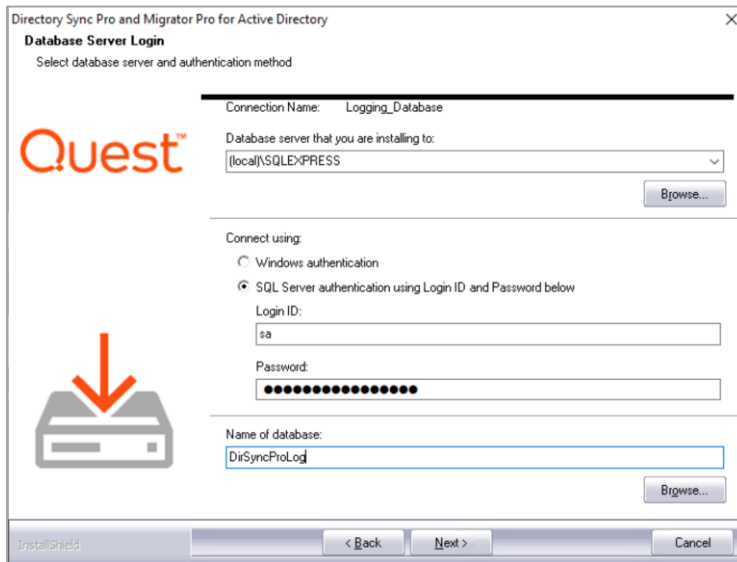 Directory Sync Pro and Migrator Pro for Active Directory
Database Server Login
Select database server and authentication method
Quest™
Connection Name: Logging_Database
Database server that you are installing to:
(local)\SQLEXPRESS
Browse...
Connect using:
Windows authentication
SQL Server authentication using Login ID and Password below
Login ID:
sa
Password:
●●●●●●●●●●●●●●●●
Name of database:
DirSyncProLog
Browse...
InstallShield
< Back
Next >
Cancel